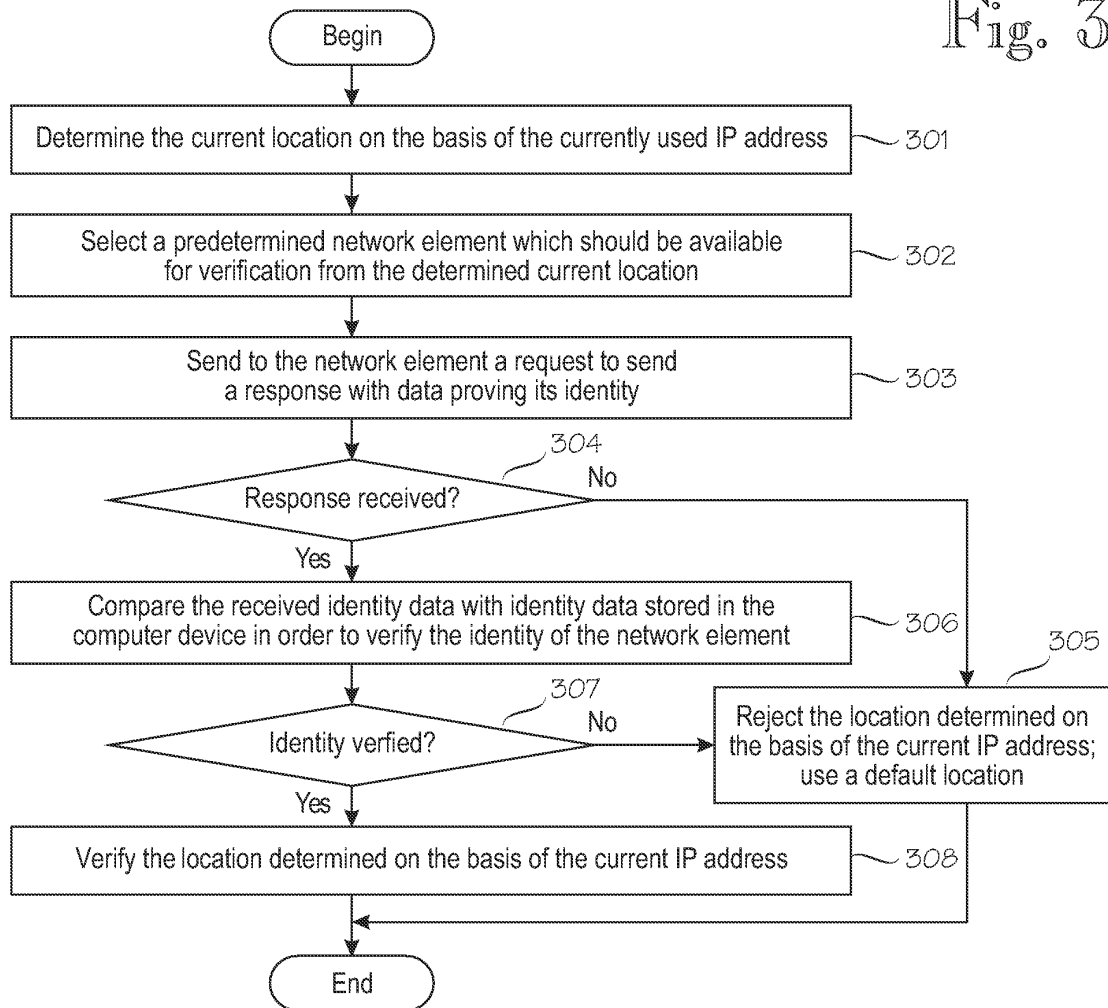 Fig. 3
Begin
Determine the current location on the basis of the currently used IP address
301
Select a predetermined network element which should be available
for verification from the determined current location
302
Send to the network element a request to send
a response with data proving its identity
303
304
Response received?
No
Yes
Compare the received identity data with identity data stored in the
computer device in order to verify the identity of the network element
306
305
Reject the location determined on
the basis of the current IP address;
use a default location
307
Identity verfied?
No
Yes
Verify the location determined on the basis of the current IP address
308
End